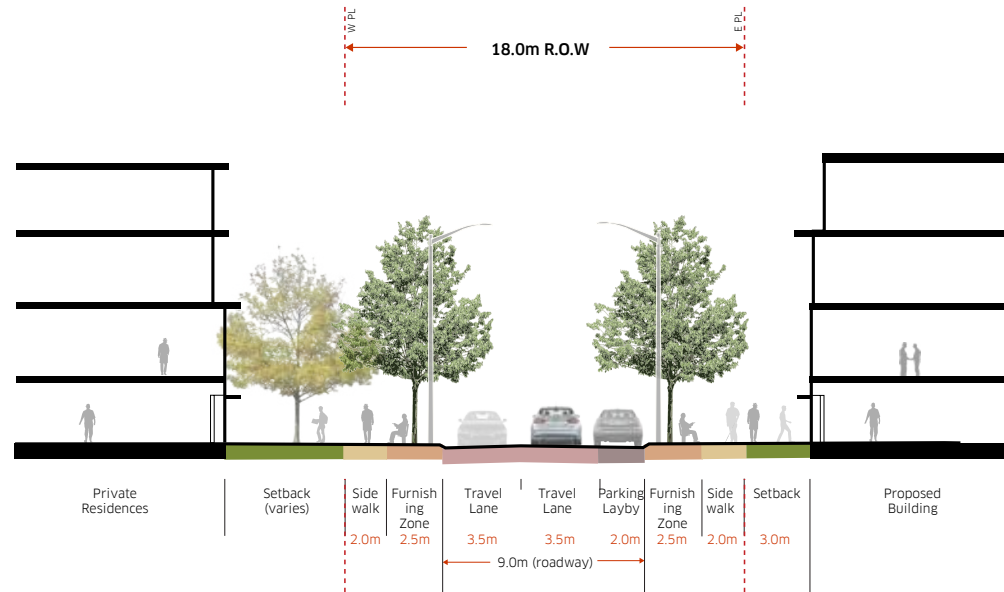 W PL
E PL
18.0m R.O.W
Private
Residences
Setback
(varies)
Side
walk
2.0m
Furnish
ing
Zone
2.5m
Travel
Lane
3.5m
Travel
Lane
3.5m
Parking
Layby
2.0m
Furnish
ing
Zone
2.5m
Side
walk
2.0m
Setback
3.0m
Proposed
Building
9.0m (roadway)